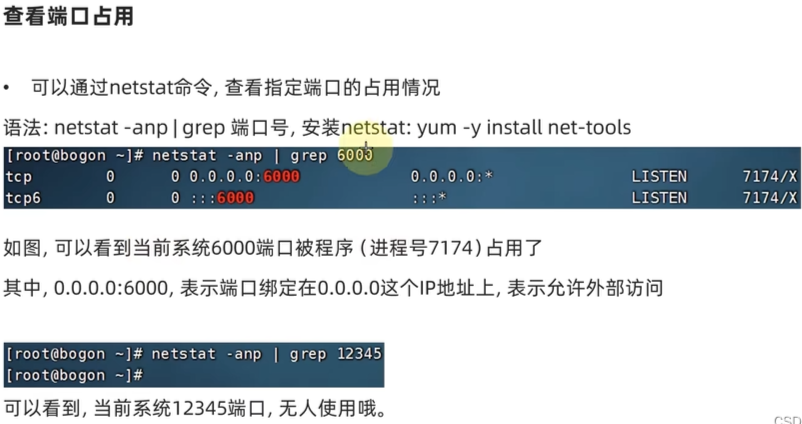 查看端口占用
• 可以通过netstat命令, 查看指定端口的占用情况
语法: netstat -anp | grep 端口号, 安装netstat: yum -y install net-tools
[root@bogon ~]# netstat -anp | grep 6000
tcp 0 0 0.0.0.0:6000 0.0.0.0:* LISTEN 7174/X
tcp6 0 0 :::6000 :::* LISTEN 7174/X
如图, 可以看到当前系统6000端口被程序 (进程号7174) 占用了
其中, 0.0.0.0:6000, 表示端口绑定在0.0.0.0这个IP地址上, 表示允许外部访问
[root@bogon ~]# netstat -anp | grep 12345
[root@bogon ~]#
可以看到, 当前系统12345端口, 无人使用哦。
CSD